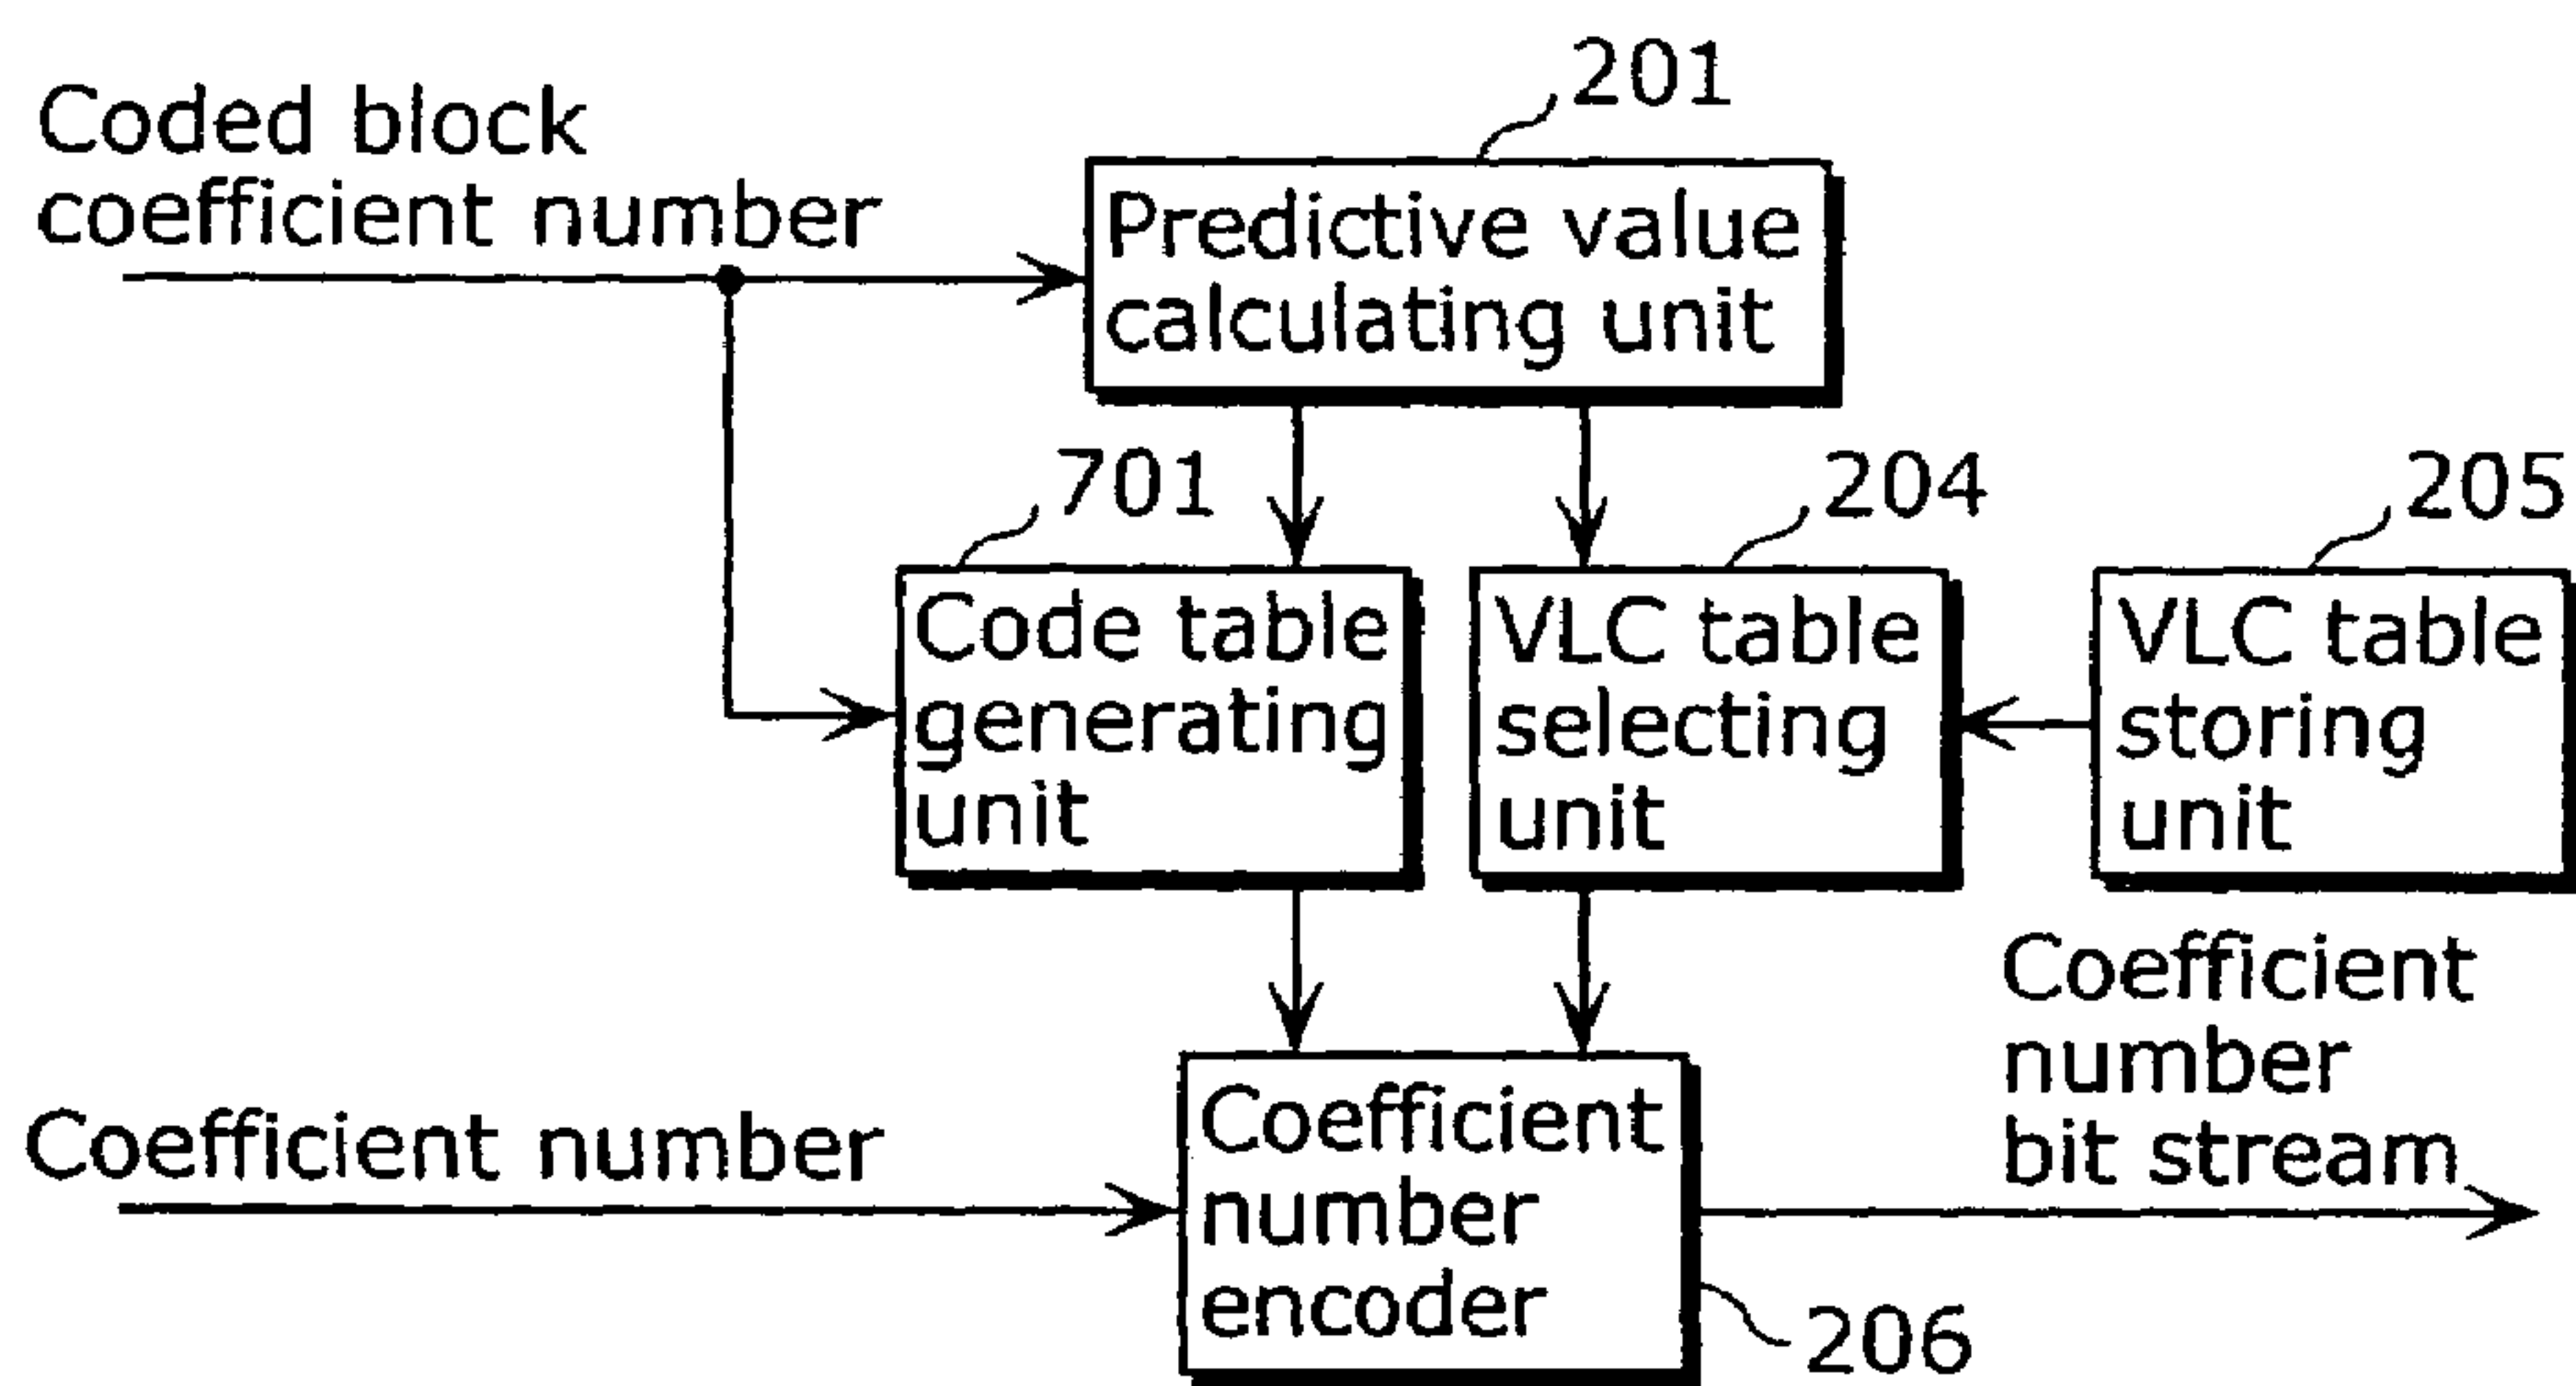 201
Coded block
coefficient number
Predictive value
calculating unit
701
204
205
Code table
generating
unit
VLC table
selecting
unit
VLC table
storing
unit
Coefficient
number
bit stream
Coefficient number
Coefficient
number
encoder
206